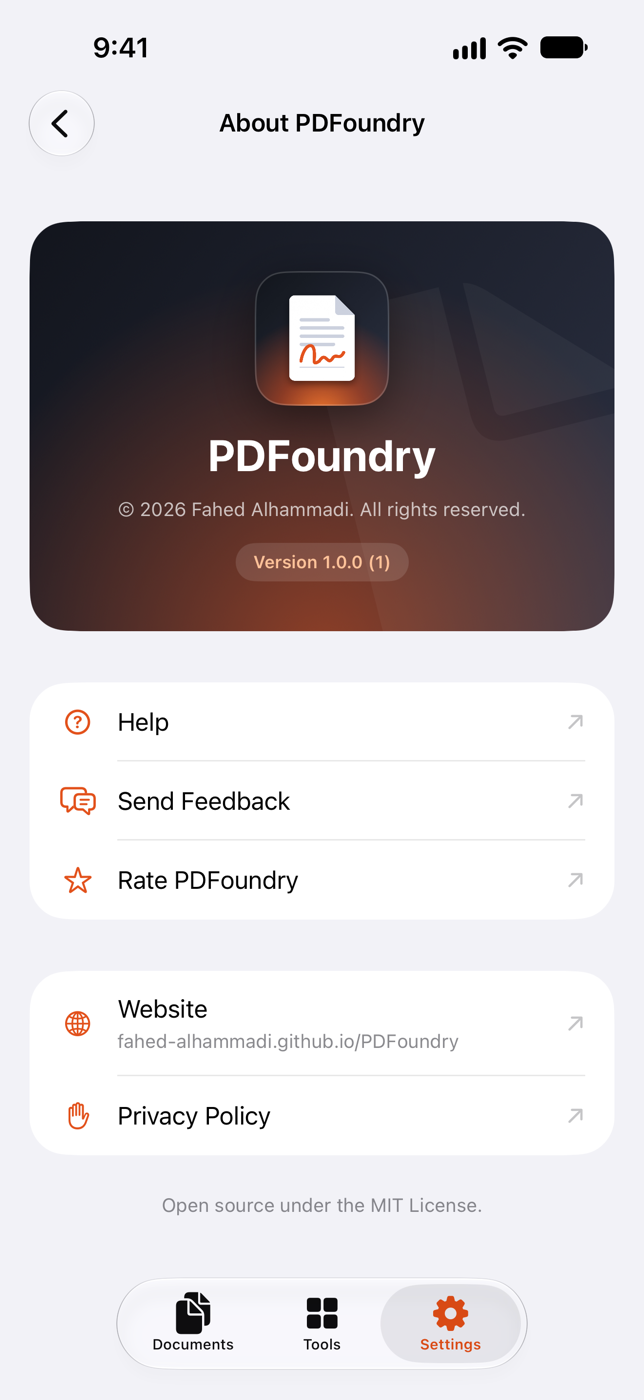 9:41
About PDFoundry
PDFoundry
© 2026 Fahed Alhammadi. All rights reserved.
Version 1.0.0 (1)
Help
Send Feedback
Rate PDFoundry
Website
fahed-alhammadi.github.io/PDFoundry
Privacy Policy
Open source under the MIT License.
Documents Tools Settings